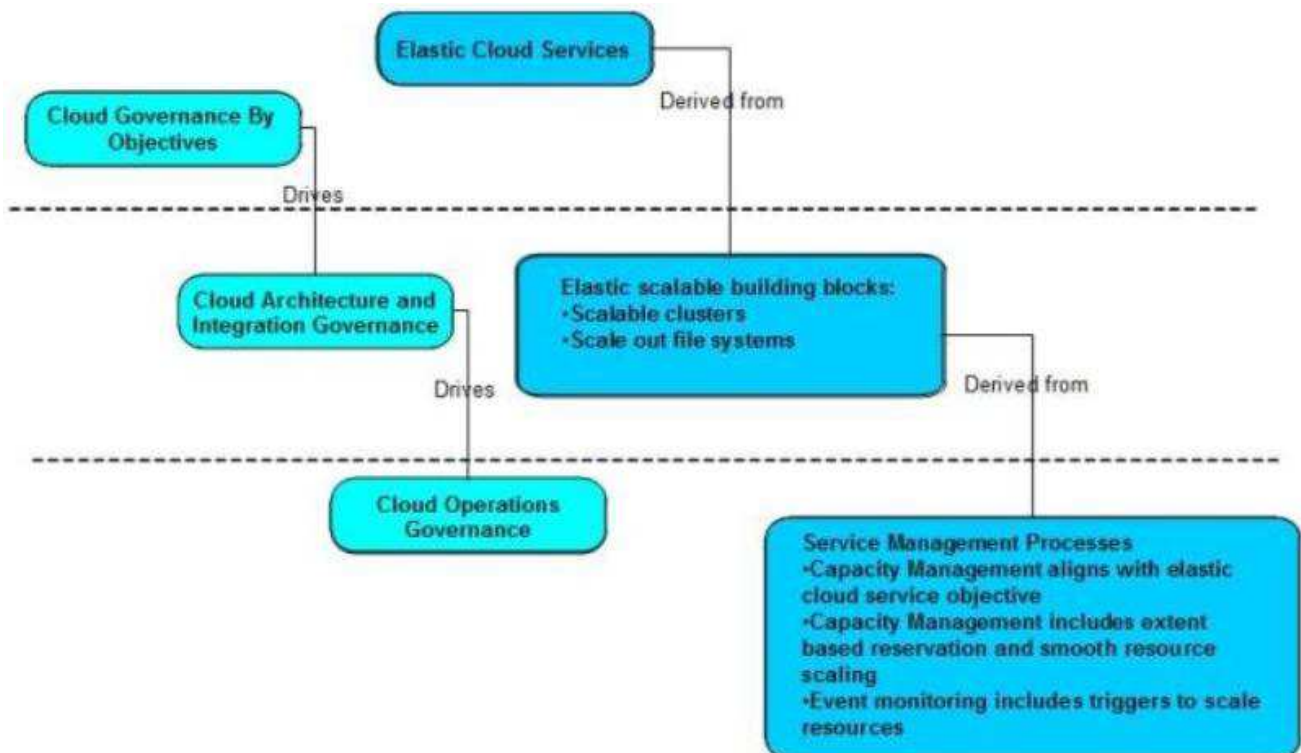 Elastic Cloud Services
Derived from
Cloud Governance By
Objectives
Drives
Cloud Architecture and
Integration Governance
Elastic scalable building blocks:
•Scalable clusters
•Scale out file systems
Drives
Derived from
Cloud Operations
Governance
Service Management Processes
•Capacity Management aligns with elastic
cloud service objective
•Capacity Management includes extent
based reservation and smooth resource
scaling
•Event monitoring includes triggers to scale
resources